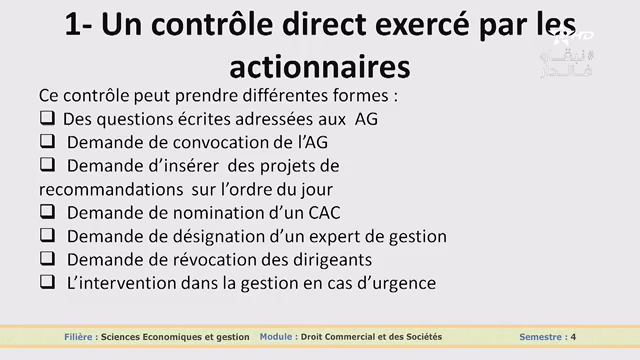 1- Un contrôle direct exercé par les
actionnaires
HD
#نبقاو
فالدار
Ce contrôle peut prendre différentes formes :
❑ Des questions écrites adressées aux AG
❑ Demande de convocation de l’AG
❑ Demande d’insérer des projets de
recommandations sur l’ordre du jour
❑ Demande de nomination d’un CAC
❑ Demande de désignation d’un expert de gestion
❑ Demande de révocation des dirigeants
❑ L’intervention dans la gestion en cas d’urgence
Filière : Sciences Economiques et gestion Module : Droit Commercial et des Sociétés Semestre : 4